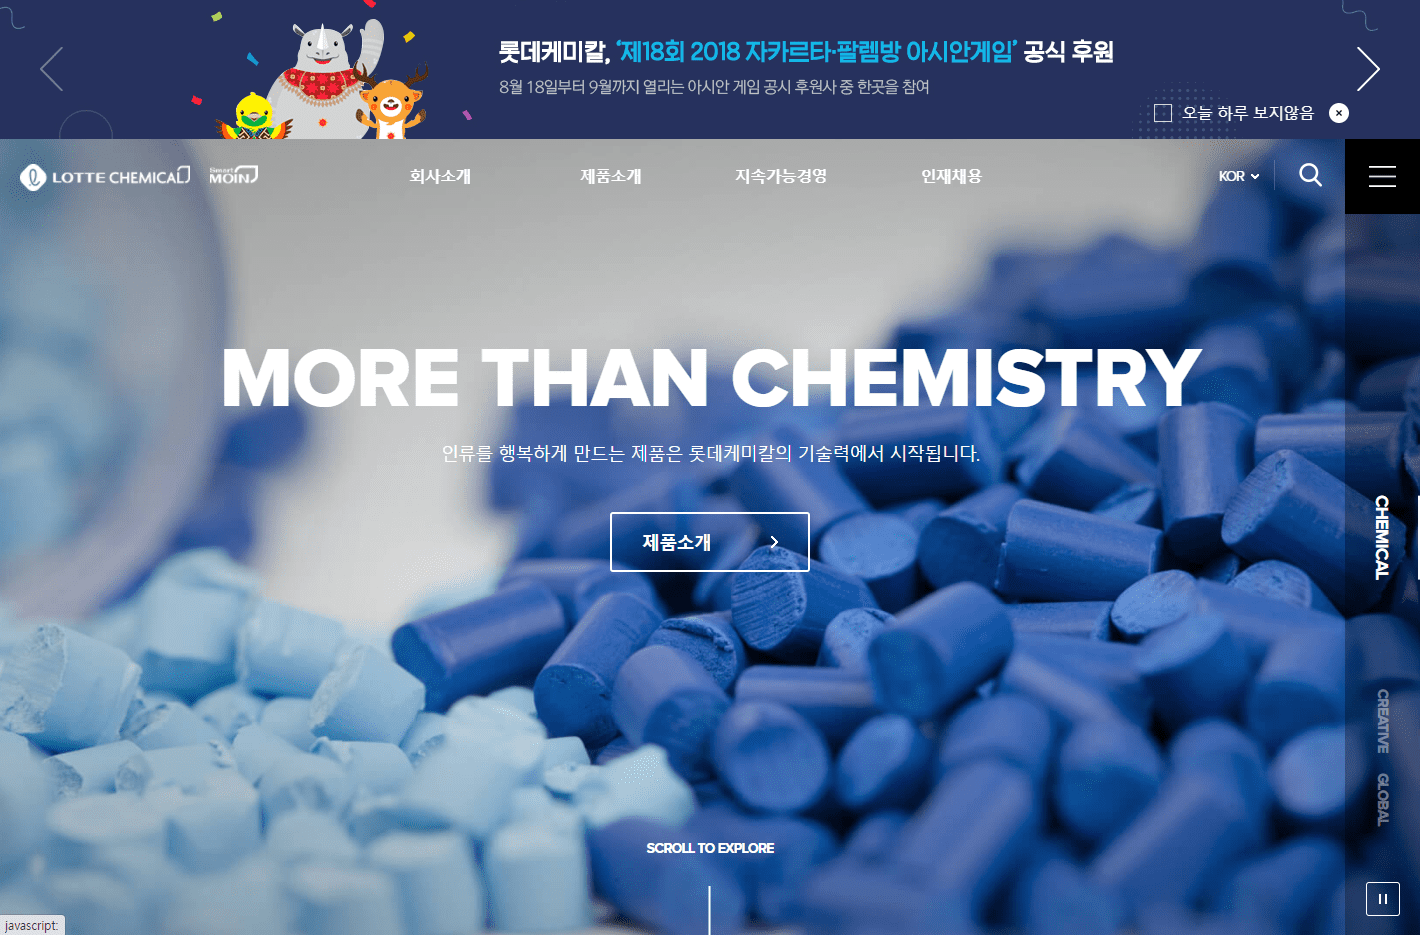 롯데케미칼, ‘제18회 2018 자카르타·팔렘방 아시안게임’ 공식 후원
8월 18일부터 9월까지 열리는 아시안 게임 공시 후원사 중 한곳을 참여
오늘 하루 보지않음
LOTTE CHEMICAL
Smart MOIN
회사소개
제품소개
지속가능경영
인재채용
KOR
MORE THAN CHEMISTRY
인류를 행복하게 만드는 제품은 롯데케미칼의 기술력에서 시작됩니다.
제품소개
CHEMICAL
CREATIVE
GLOBAL
SCROLL TO EXPLORE
javascript: